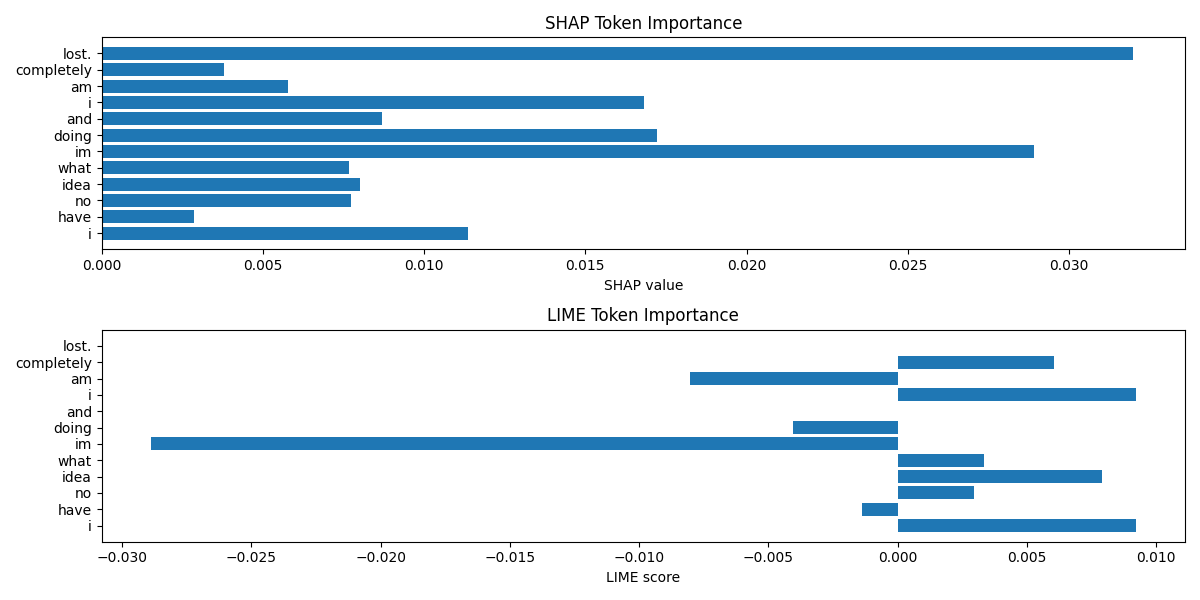 SHAP Token Importance
lost.
completely
am
i
and
doing
im
what
idea
no
have
i
0.000 0.005 0.010 0.015 0.020 0.025 0.030
SHAP value
LIME Token Importance
lost.
completely
am
i
and
doing
im
what
idea
no
have
i
−0.030 −0.025 −0.020 −0.015 −0.010 −0.005 0.000 0.005 0.010
LIME score